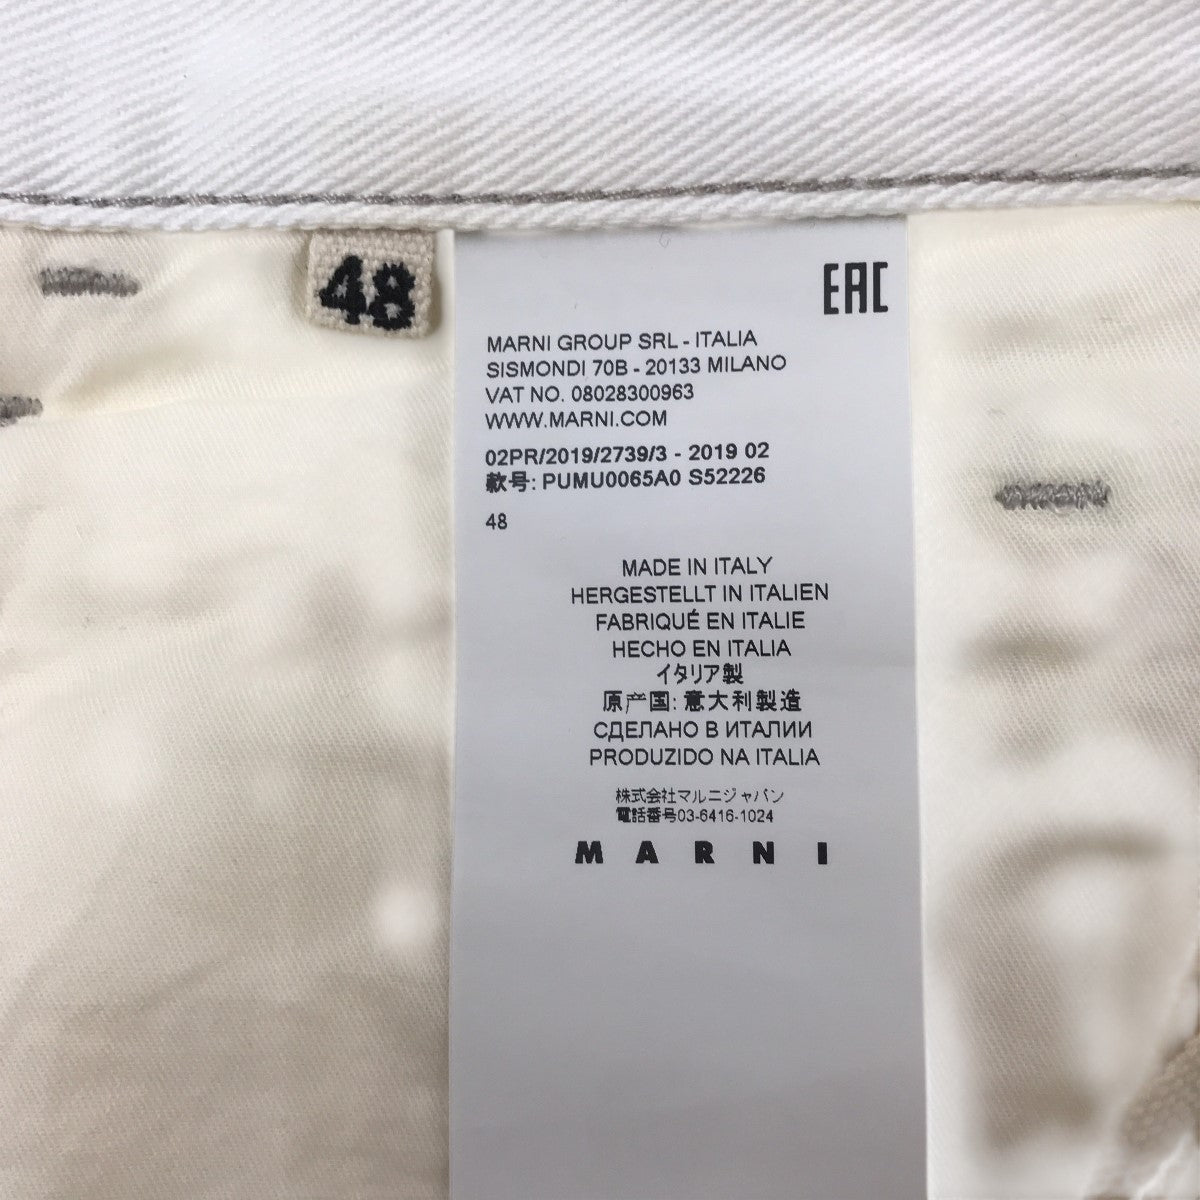 48
EAC
MARNI GROUP SRL - ITALIA
SISMONDI 70B - 20133 MILANO
VAT NO. 08028300963
WWW.MARNI.COM
02PR/2019/2739/3 - 2019 02
款号: PUMU0065A0 S52226
48
MADE IN ITALY
HERGESTELLT IN ITALIEN
FABRIQUÉ EN ITALIE
HECHO EN ITALIA
イタリア製
原产国: 意大利製造
СДЕЛАНО В ИТАЛИИ
PRODUZIDO NA ITALIA
株式会社マルニジャパン
電話番号03-6416-1024
MARNI